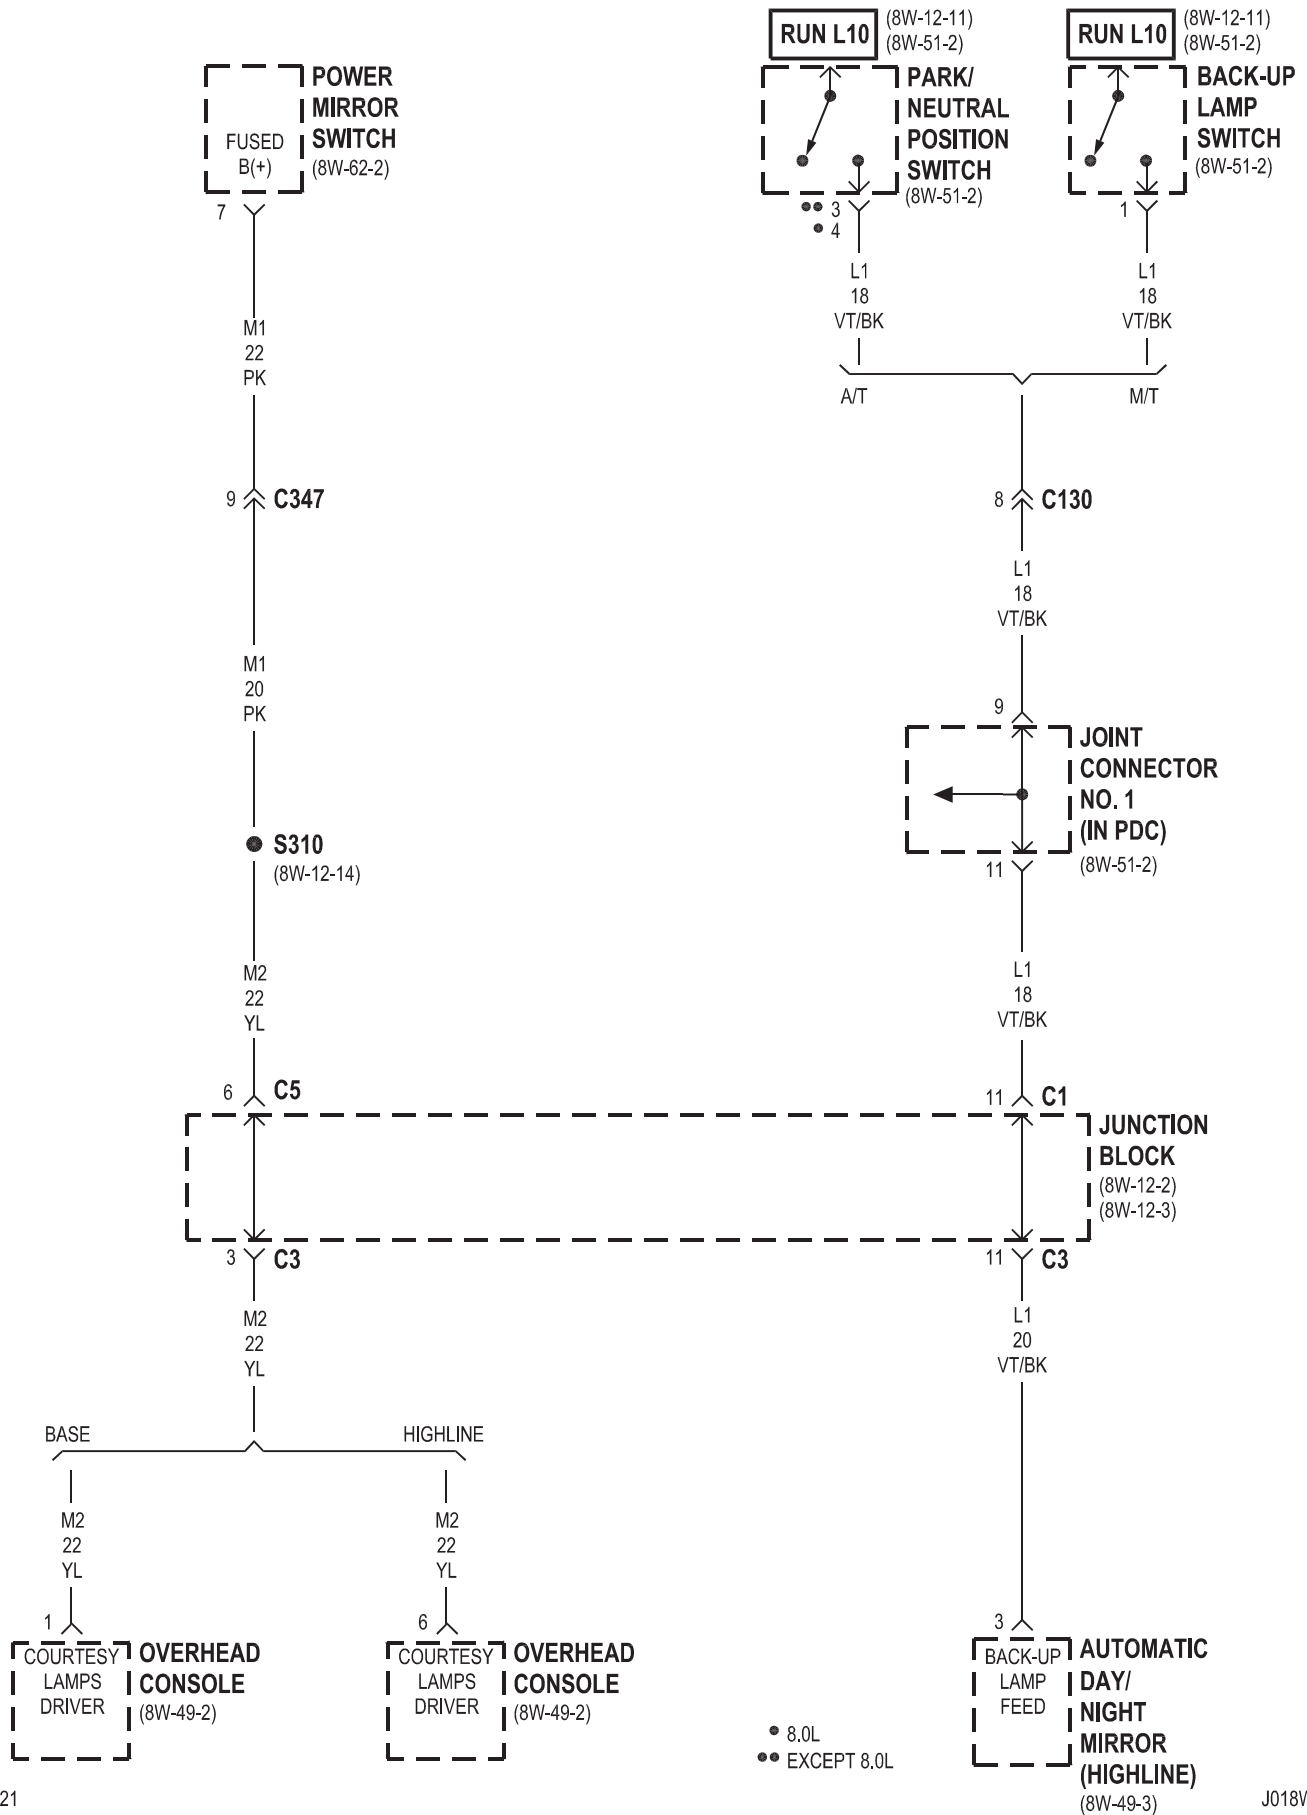 RUN L10
(8W-12-11)
(8W-51-2)
RUN L10
(8W-12-11)
(8W-51-2)
FUSED
B(+)
POWER
MIRROR
SWITCH
(8W-62-2)
PARK/
NEUTRAL
POSITION
SWITCH
(8W-51-2)
BACK-UP
LAMP
SWITCH
(8W-51-2)
7
3
4
1
L1
18
VT/BK
L1
18
VT/BK
M1
22
PK
A/T
M/T
9
C347
8
C130
L1
18
VT/BK
M1
20
PK
9
JOINT
CONNECTOR
NO. 1
(IN PDC)
(8W-51-2)
S310
(8W-12-14)
11
M2
22
YL
L1
18
VT/BK
6
C5
11
C1
JUNCTION
BLOCK
(8W-12-2)
(8W-12-3)
3
C3
11
C3
M2
22
YL
L1
20
VT/BK
BASE
HIGHLINE
M2
22
YL
M2
22
YL
1
COURTESY
LAMPS
DRIVER
OVERHEAD
CONSOLE
(8W-49-2)
6
COURTESY
LAMPS
DRIVER
OVERHEAD
CONSOLE
(8W-49-2)
3
BACK-UP
LAMP
FEED
AUTOMATIC
DAY/
NIGHT
MIRROR
(HIGHLINE)
(8W-49-3)
8.0L
EXCEPT 8.0L
21
J018W